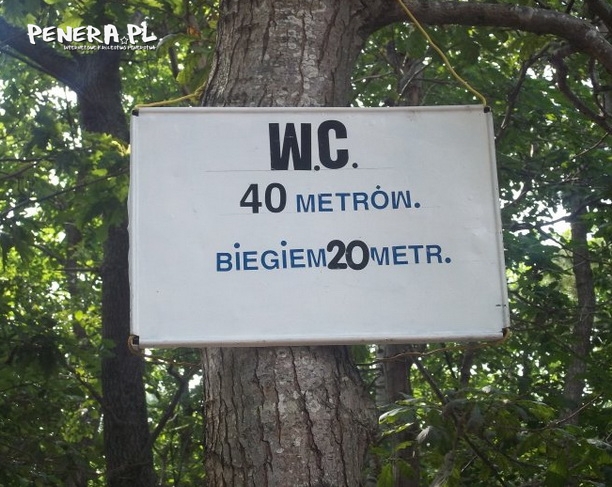 PENERA.PL
W.C.
40 METRÓW.
BIEGIEM 20 METR.